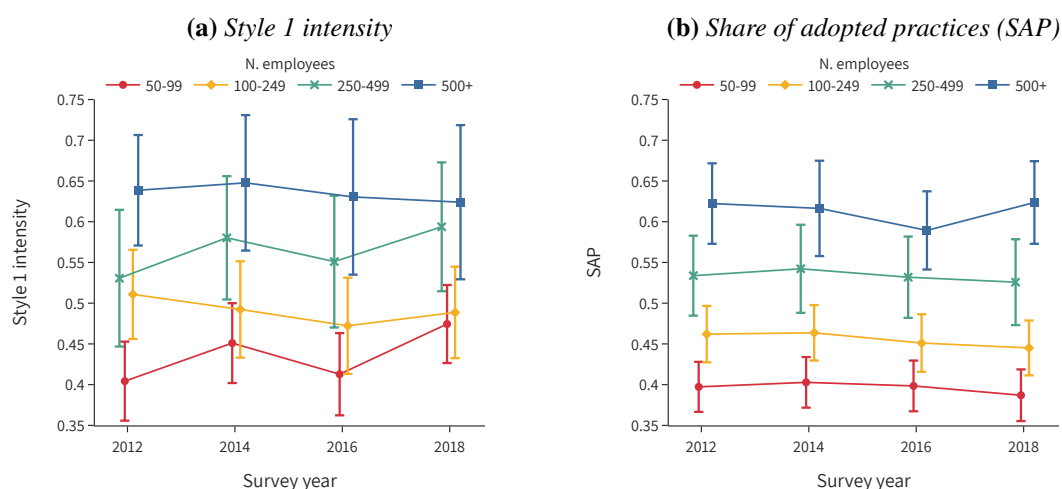 (a) Style 1 intensity
N. employees
50-99 100-249 250-499 500+
0.75
0.7
0.65
0.6
0.55
0.5
0.45
0.4
0.35
Style 1 intensity
2012 2014 2016 2018
Survey year
(b) Share of adopted practices (SAP)
N. employees
50-99 100-249 250-499 500+
0.75
0.7
0.65
0.6
0.55
0.5
0.45
0.4
0.35
SAP
2012 2014 2016 2018
Survey year